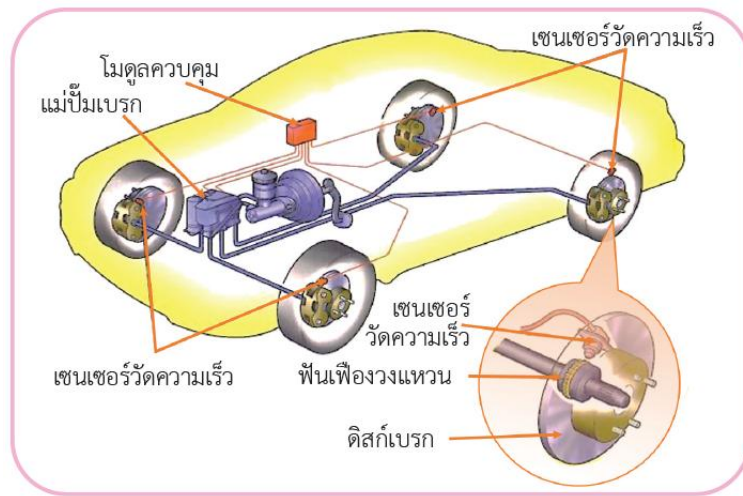 เซนเซอร์วัดความเร็ว
โมดูลควบคุม
แม่ปั๊มเบรก
เซนเซอร์
วัดความเร็ว
เซนเซอร์วัดความเร็ว
ฟันเฟืองวงแหวน
ดิสก์เบรก